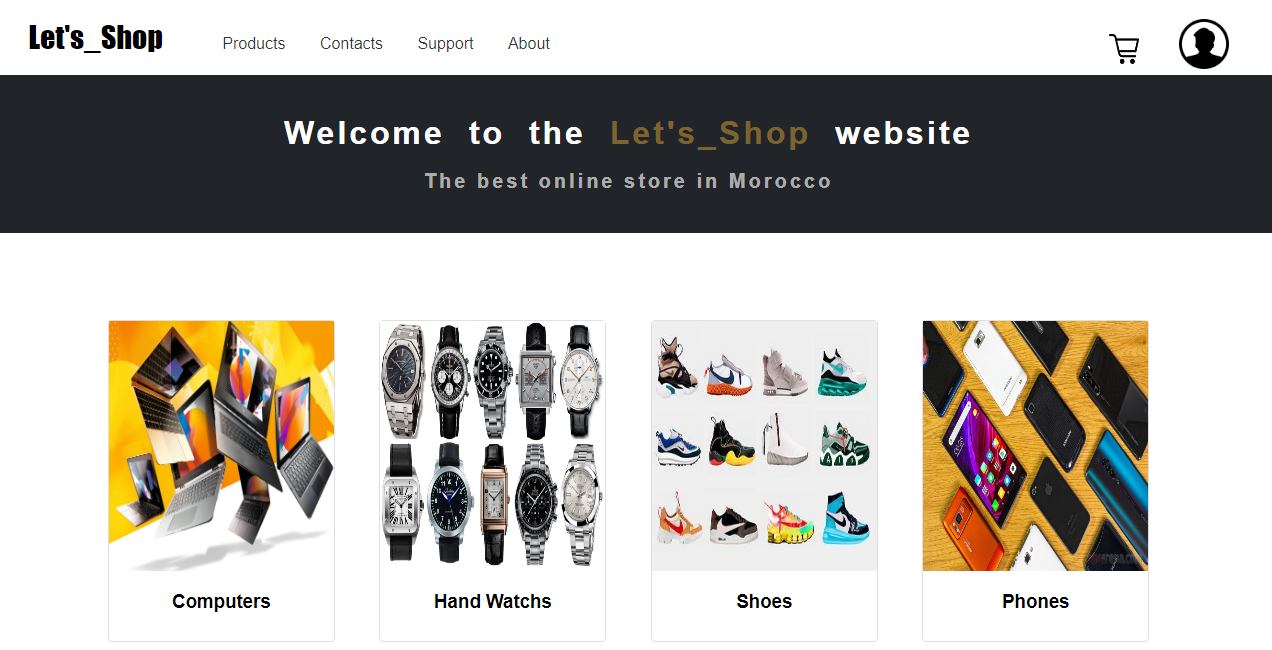 Let's_Shop
Products Contacts Support About
Welcome to the Let's_Shop website
The best online store in Morocco
Computers
Hand Watchs
Shoes
Phones